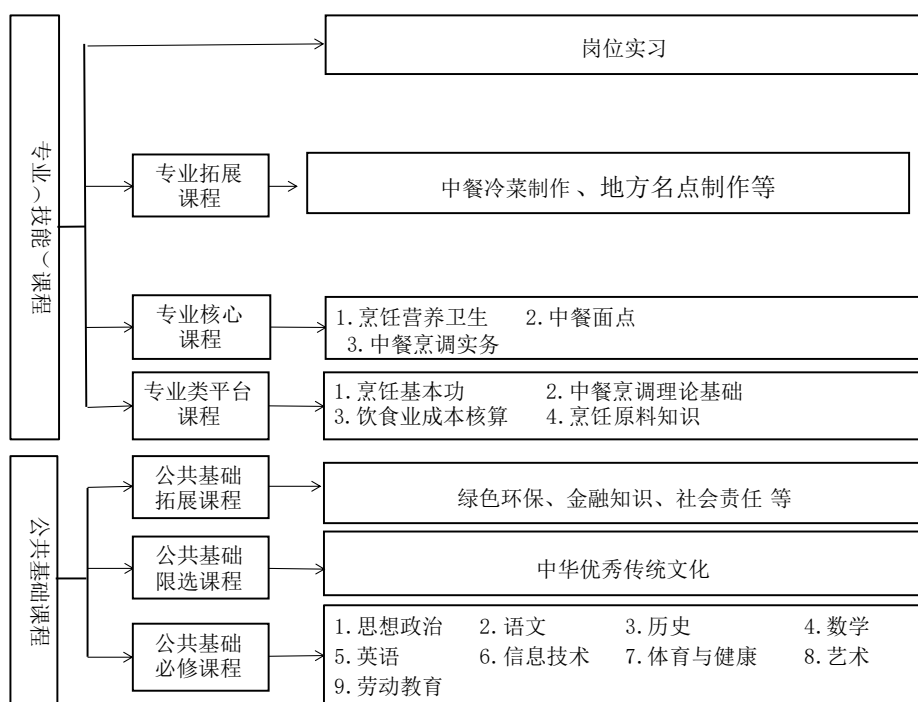 专业（技能）课程
岗位实习
专业拓展
课程
中餐冷菜制作 、地方名点制作等
专业核心
课程
1.烹饪营养卫生 2.中餐面点
3.中餐烹调实务
专业类平台
课程
1.烹饪基本功 2.中餐烹调理论基础
3.饮食业成本核算 4.烹饪原料知识
公共基础课程
公共基础
拓展课程
绿色环保、金融知识、社会责任 等
公共基础
限选课程
中华优秀传统文化
公共基础
必修课程
1.思想政治 2.语文 3.历史 4.数学
5.英语 6.信息技术 7.体育与健康 8.艺术
9.劳动教育